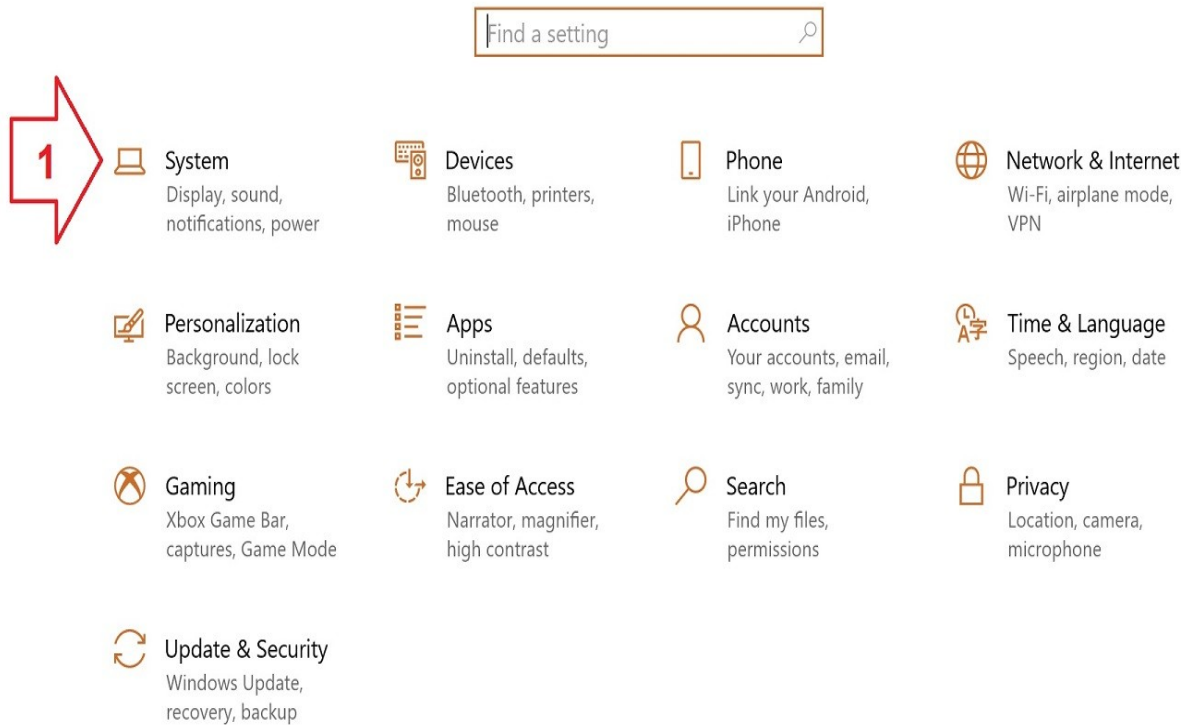 Find a setting
1
System
Display, sound,
notifications, power
Devices
Bluetooth, printers,
mouse
Phone
Link your Android,
iPhone
Network & Internet
Wi-Fi, airplane mode,
VPN
Personalization
Background, lock
screen, colors
Apps
Uninstall, defaults,
optional features
Accounts
Your accounts, email,
sync, work, family
A字
Time & Language
Speech, region, date
Gaming
Xbox Game Bar,
captures, Game Mode
Ease of Access
Narrator, magnifier,
high contrast
Search
Find my files,
permissions
Privacy
Location, camera,
microphone
Update & Security
Windows Update,
recovery, backup